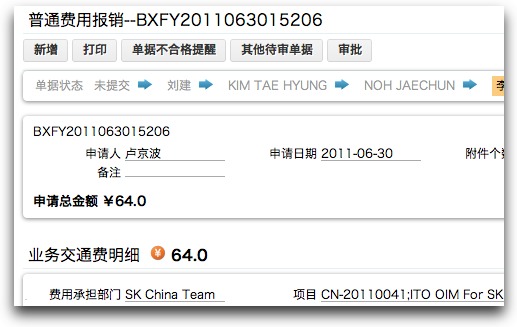 普通费用报销--BXFY2011063015206
新增 打印 单据不合格提醒 其他待审单据 审批
单据状态 未提交 刘建 KIM TAE HYUNG NOH JAECHUN
BXFY2011063015206
申请人 卢京波 申请日期 2011-06-30 附件个
备注
申请总金额 ¥64.0
业务交通费明细 ¥ 64.0
费用承担部门 SK China Team 项目 CN-20110041;ITO OIM For SK